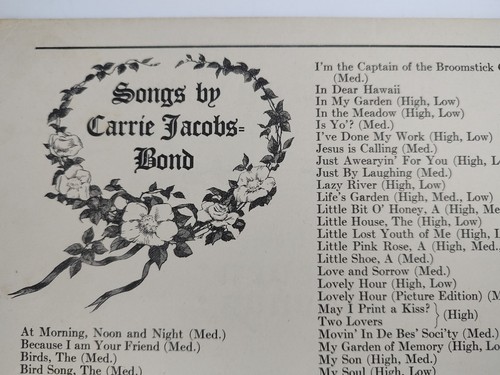 Songs by
Carrie Jacobs=
Bond
At Morning, Noon and Night (Med.)
Because I am Your Friend (Med.)
Birds, The (Med.)
Bird Song, The (Med.)
I'm the Captain of the Broomstick
(Med.)
In Dear Hawaii
In My Garden (High, Low)
In the Meadow (High, Low)
Is Yo'? (Med.)
I've Done My Work (High, Low)
Jesus is Calling (Med.)
Just Awearyin' For You (High,
Just By Laughing (Med.)
Lazy River (High, Low)
Life's Garden (High, Med., Low)
Little Bit O' Honey, A (High, Med.
Little House, The (High, Low)
Little Lost Youth of Me (High,
Little Pink Rose, A (High, Med.,
Little Shoe, A (Med.)
Love and Sorrow (Med.)
Lovely Hour (High, Low)
Lovely Hour (Picture Edition)
May I Print a Kiss? } (High)
Two Lovers
Movin' In De Bes' Soci'ty (Med.)
My Garden of Memory (High, Lo
My Son (High, Med.)
My Soul (High, Low)